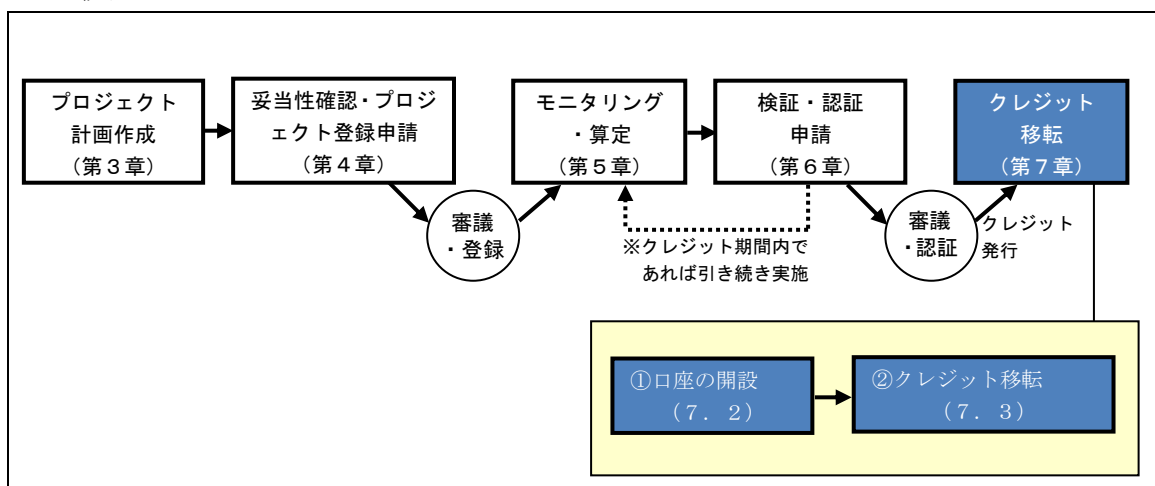 プロジェクト
計画作成
（第３章）
妥当性確認・プロジ
ェクト登録申請
（第４章）
審議
・登録
モニタリング
・算定
（第５章）
検証・認証
申請
（第６章）
※クレジット期間内で
あれば引き続き実施
審議
・認証
クレジット
発行
クレジット
移転
（第７章）
①口座の開設
（７．２）
②クレジット移転
（７．３）